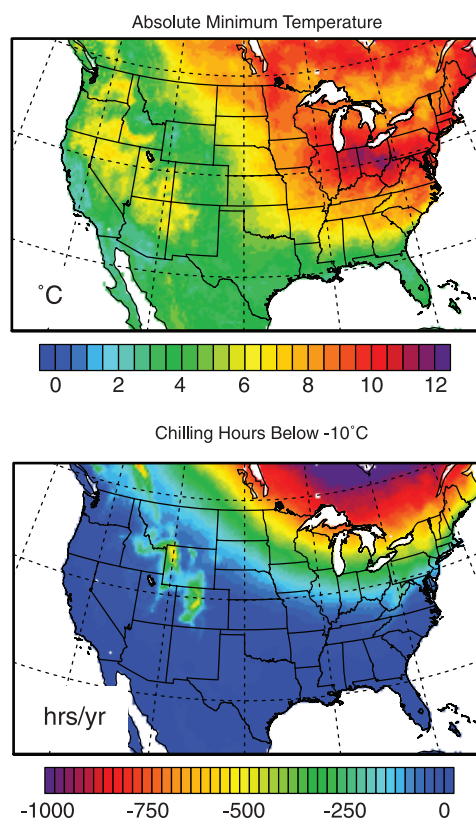 Absolute Minimum Temperature
°C
0 2 4 6 8 10 12
Chilling Hours Below -10°C
hrs/yr
-1000 -750 -500 -250 0